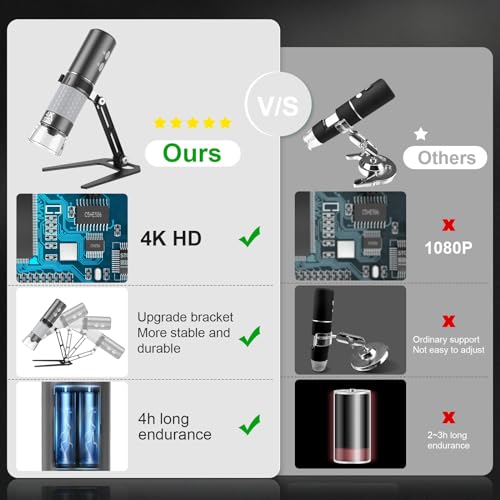 V/S
Ours
Others
OSHE506
4K HD
1080P
Upgrade bracket
More stable and
durable
Ordinary support
Not easy to adjust
4h long
endurance
2~3h long
endurance